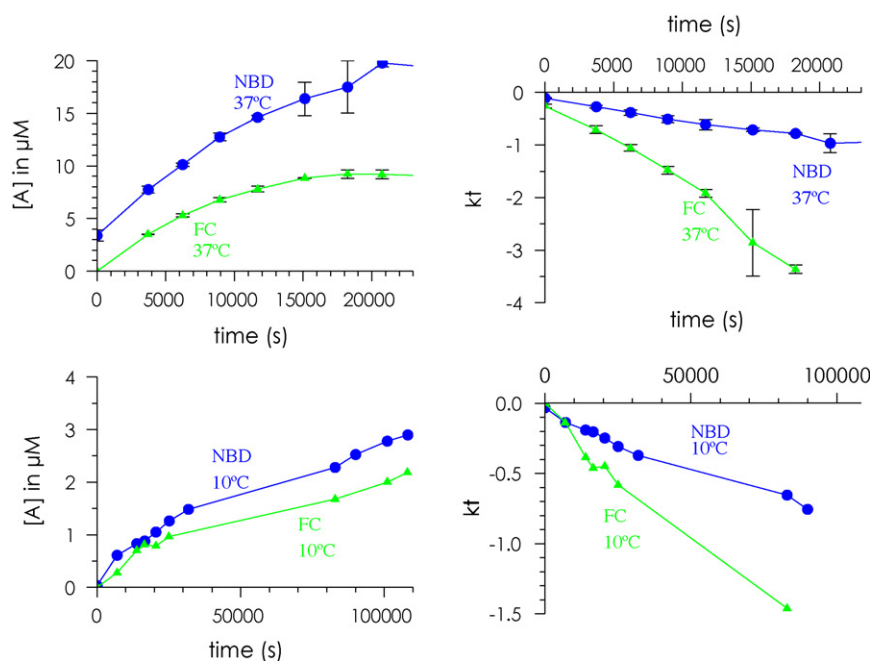 20
15
10
5
0
[A] in µM
NBD
37ºC
FC
37ºC
0
5000
10000
15000
20000
time (s)
time (s)
0
5000
10000
15000
20000
0
-1
-2
-3
-4
kt
NBD
37ºC
FC
37ºC
time (s)
4
3
2
1
0
[A] in µM
NBD
10ºC
FC
10ºC
0
50000
100000
time (s)
0
50000
100000
0.0
-0.5
-1.0
-1.5
kt
NBD
10ºC
FC
10ºC